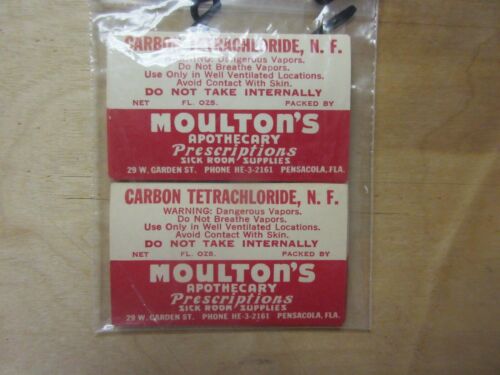 CARBON TETRACHLORIDE, N. F.
WARNING: Dangerous Vapors.
Do Not Breathe Vapors.
Use Only in Well Ventilated Locations.
Avoid Contact With Skin.
DO NOT TAKE INTERNALLY
NET FL. OZS. PACKED BY
MOULTON'S
APOTHECARY
Prescriptions
SICK ROOM SUPPLIES
29 W. GARDEN ST. PHONE HE-3-2161 PENSACOLA, FLA.
CARBON TETRACHLORIDE, N. F.
WARNING: Dangerous Vapors.
Do Not Breathe Vapors.
Use Only in Well Ventilated Locations.
Avoid Contact With Skin.
DO NOT TAKE INTERNALLY
NET FL. OZS. PACKED BY
MOULTON'S
APOTHECARY
Prescriptions
SICK ROOM SUPPLIES
29 W. GARDEN ST. PHONE HE-3-2161 PENSACOLA, FLA.